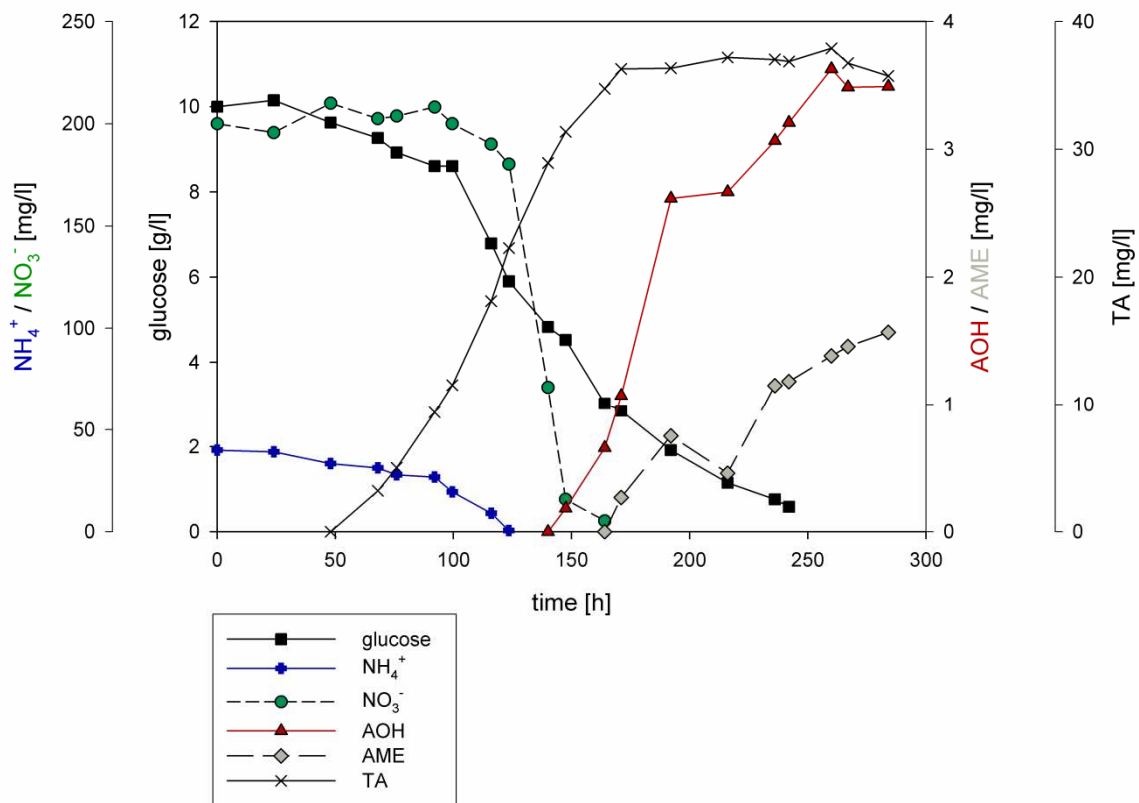 NH₄⁺ / NO₃⁻ [mg/l]
250
200
150
100
50
0
glucose [g/l]
12
10
8
6
4
2
0
AOH / AME [mg/l]
4
3
2
1
0
TA [mg/l]
40
30
20
10
0
0 50 100 150 200 250 300
time [h]
glucose
NH₄⁺
NO₃⁻
AOH
AME
TA